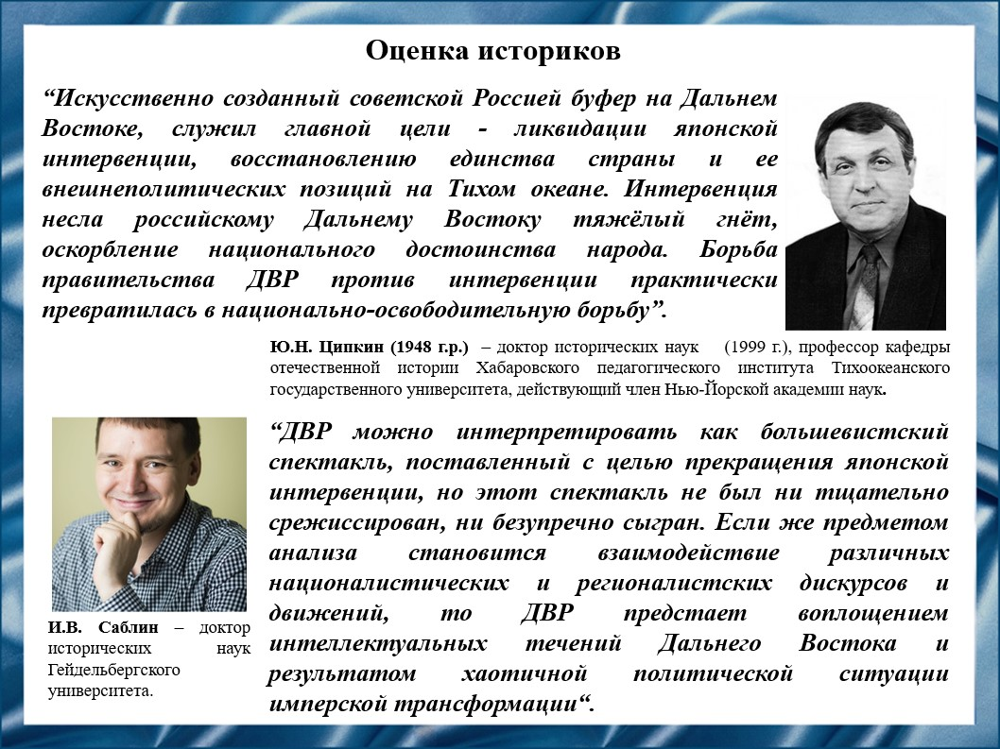 Оценка историков
“Искусственно созданный советской Россией буфер на Дальнем
Востоке, служил главной цели - ликвидации японской
интервенции, восстановлению единства страны и ее
внешнеполитических позиций на Тихом океане. Интервенция
несла российскому Дальнему Востоку тяжёлый гнёт,
оскорбление национального достоинства народа. Борьба
правительства ДВР против интервенции практически
превратилась в национально-освободительную борьбу”.
Ю.Н. Ципкин (1948 г.р.) – доктор исторических наук (1999 г.), профессор кафедры
отечественной истории Хабаровского педагогического института Тихоокеанского
государственного университета, действующий член Нью-Йорской академии наук.
“ДВР можно интерпретировать как большевистский
спектакль, поставленный с целью прекращения японской
интервенции, но этот спектакль не был ни тщательно
срежиссирован, ни безупречно сыгран. Если же предметом
анализа становится взаимодействие различных
националистических и регионалистских дискурсов и
движений, то ДВР предстает воплощением
интеллектуальных течений Дальнего Востока и
результатом хаотичной политической ситуации
имперской трансформации“.
И.В. Саблин – доктор
исторических наук
Гейдельбергского
университета.